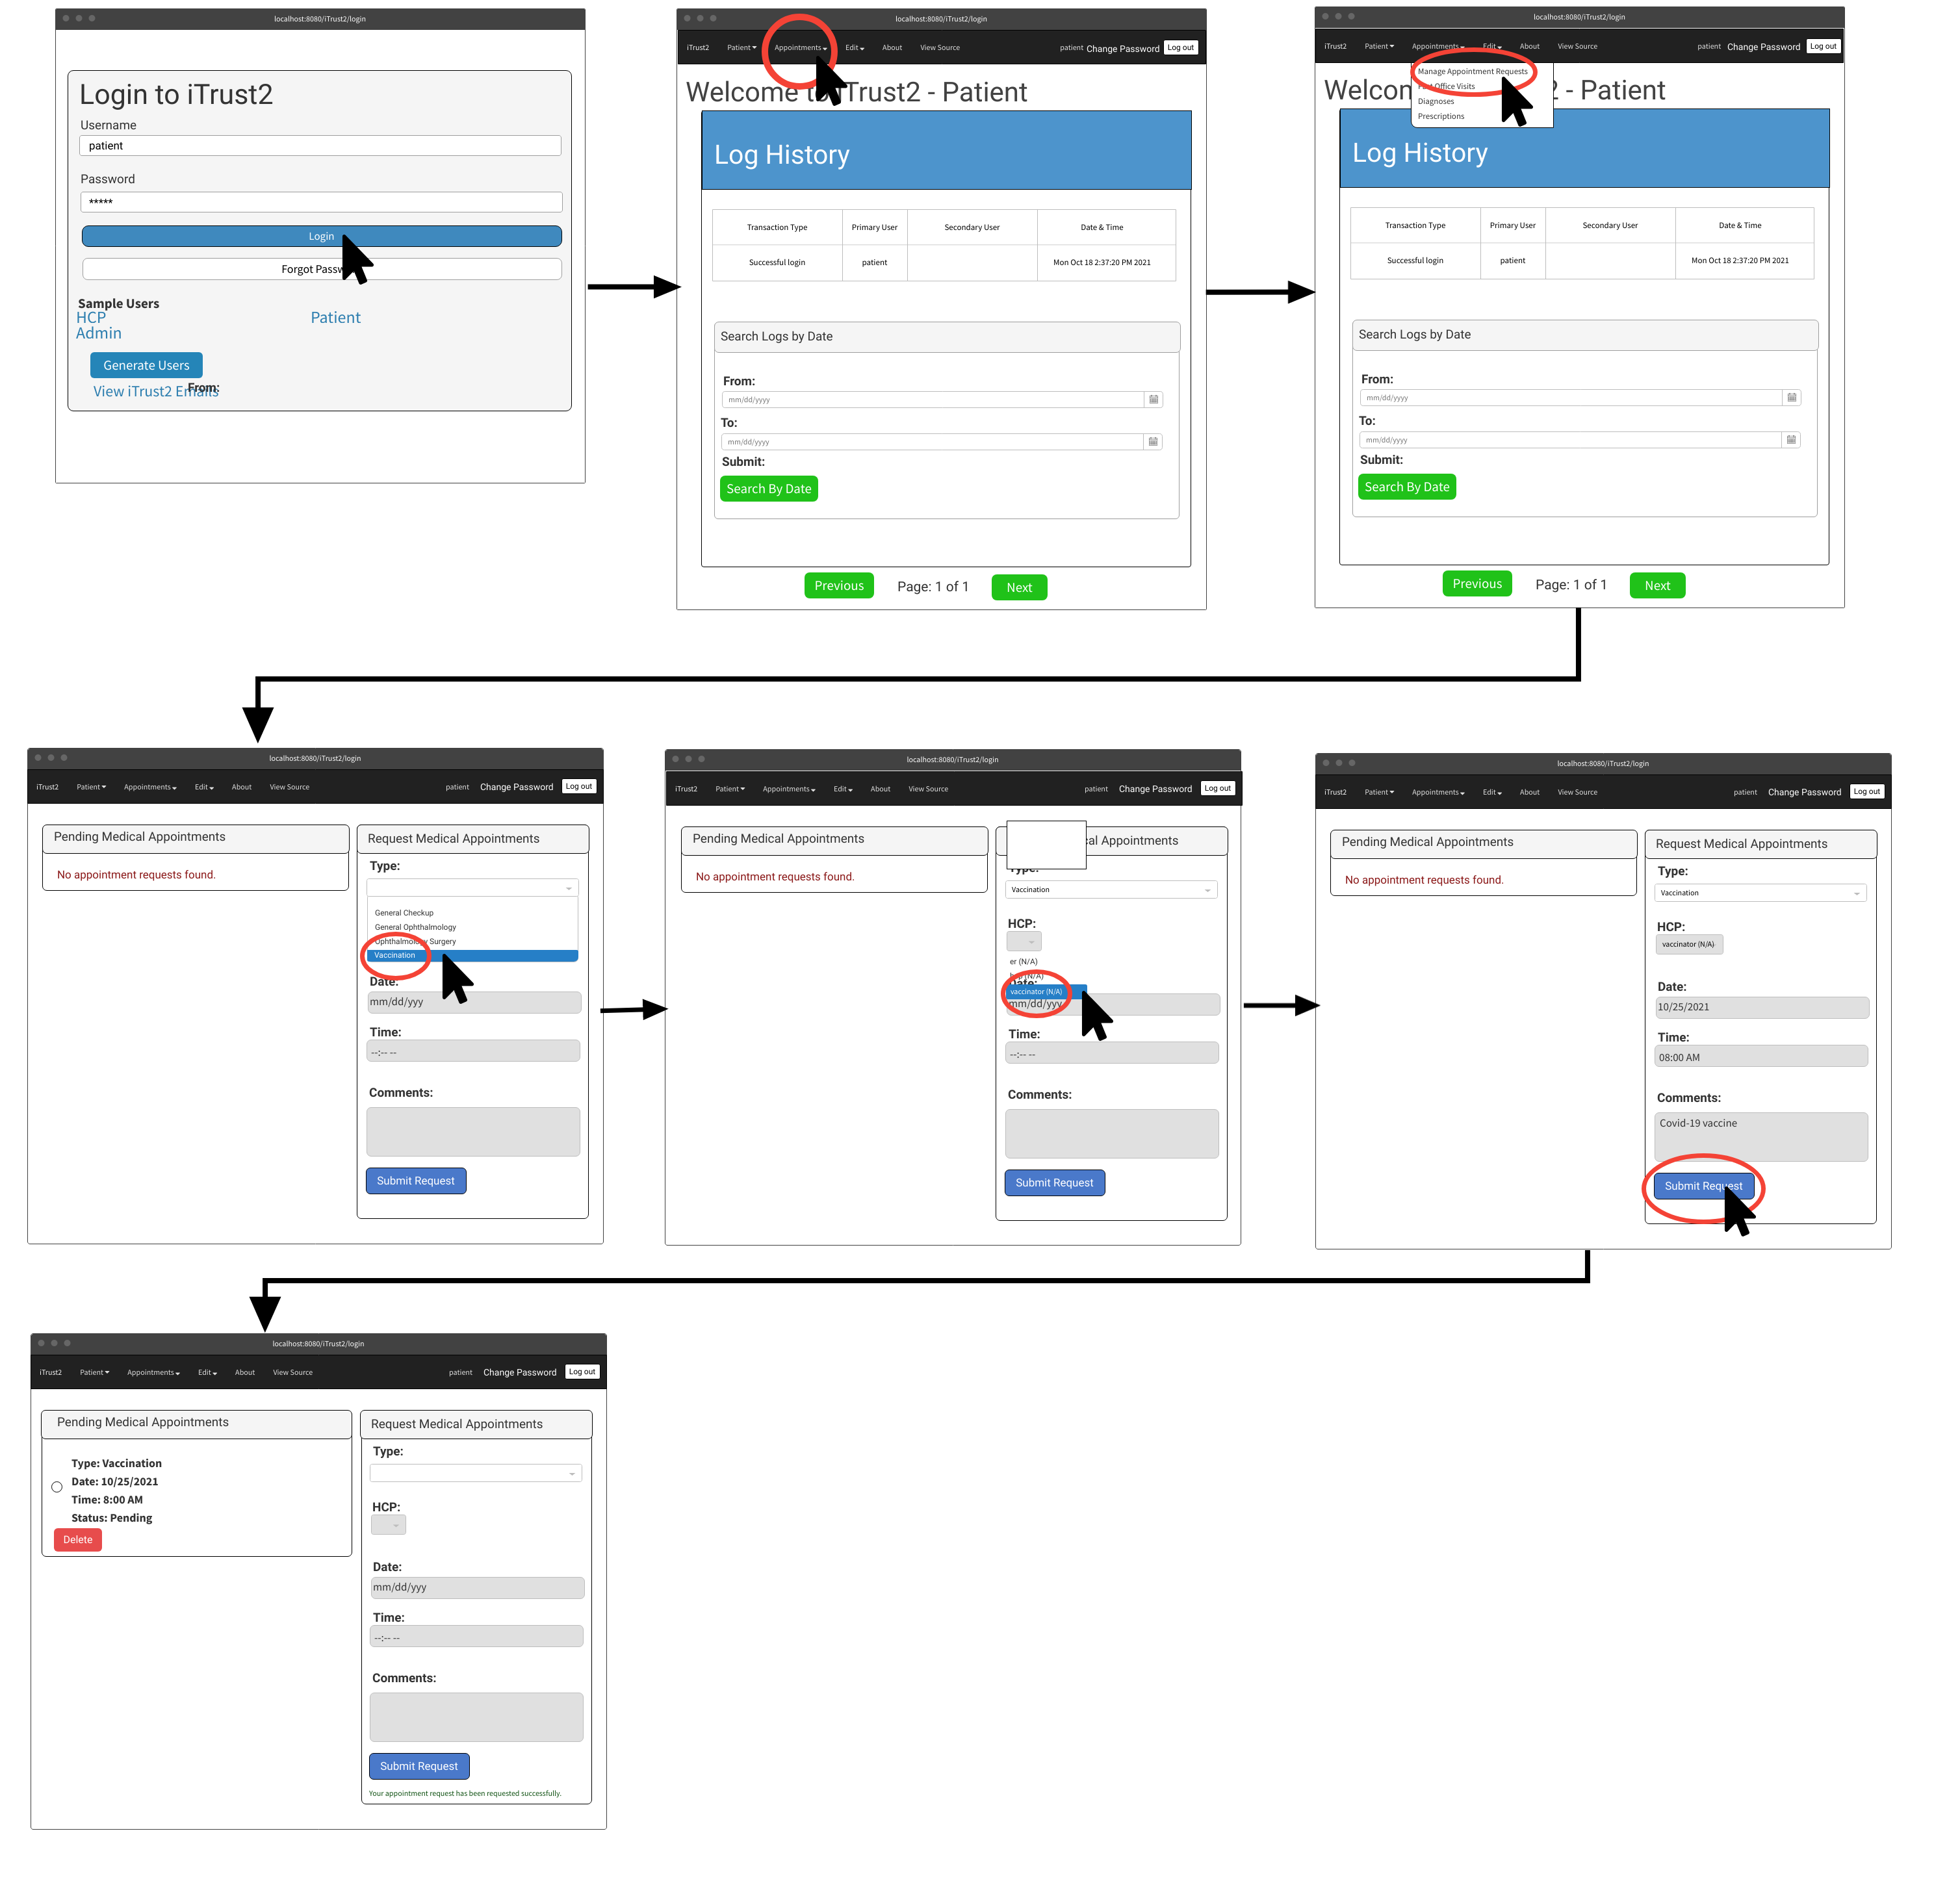 localhost:8080/iTrust2/login
Login to iTrust2
Username
patient
Password
*****
Login
Forgot
Sample Users
HCP
Patient
Admin
Generate Users
From:
View iTrust2 Emails
localhost:8080/iTrust2/login
iTrust2 Patient Appointments Edit About View Source patient Change Password Log out
Welcome to iTrust2 - Patient
Log History
Transaction Type Primary User Secondary User Date & Time
Successful login patient Mon Oct 18 2:37:20 PM 2021
Search Logs by Date
From:
mm/dd/yyyy
To:
mm/dd/yyyy
Submit:
Search By Date
Previous Page: 1 of 1 Next
localhost:8080/iTrust2/login
iTrust2 Patient Appointments Edit About View Source patient Change Password Log out
Manage Appointment Requests
Office Visits
Diagnoses
Prescriptions
- Patient
Log History
Transaction Type Primary User Secondary User Date & Time
Successful login patient Mon Oct 18 2:37:20 PM 2021
Search Logs by Date
From:
mm/dd/yyyy
To:
mm/dd/yyyy
Submit:
Search By Date
Previous Page: 1 of 1 Next
localhost:8080/iTrust2/login
iTrust2 Patient Appointments Edit About View Source patient Change Password Log out
Pending Medical Appointments
No appointment requests found.
Request Medical Appointments
Type:
General Checkup
General Ophthalmology
Ophthalmology Surgery
Vaccination
Date:
mm/dd/yyy
Time:
--:-- --
Comments:
Submit Request
localhost:8080/iTrust2/login
iTrust2 Patient Appointments Edit About View Source patient Change Password Log out
Pending Medical Appointments
No appointment requests found.
Appointments
Type:
Vaccination
HCP:
er (N/A)
(N/A)
Date:
vaccinator (N/A)
mm/dd/yyy
Time:
--:-- --
Comments:
Submit Request
localhost:8080/iTrust2/login
iTrust2 Patient Appointments Edit About View Source patient Change Password Log out
Pending Medical Appointments
No appointment requests found.
Request Medical Appointments
Type:
Vaccination
HCP:
vaccinator (N/A)
Date:
10/25/2021
Time:
08:00 AM
Comments:
Covid-19 vaccine
Submit Request
localhost:8080/iTrust2/login
iTrust2 Patient Appointments Edit About View Source patient Change Password Log out
Pending Medical Appointments
Type: Vaccination
Date: 10/25/2021
Time: 8:00 AM
Status: Pending
Delete
Request Medical Appointments
Type:
HCP:
Date:
mm/dd/yyy
Time:
--:-- --
Comments:
Submit Request
Your appointment request has been requested successfully.